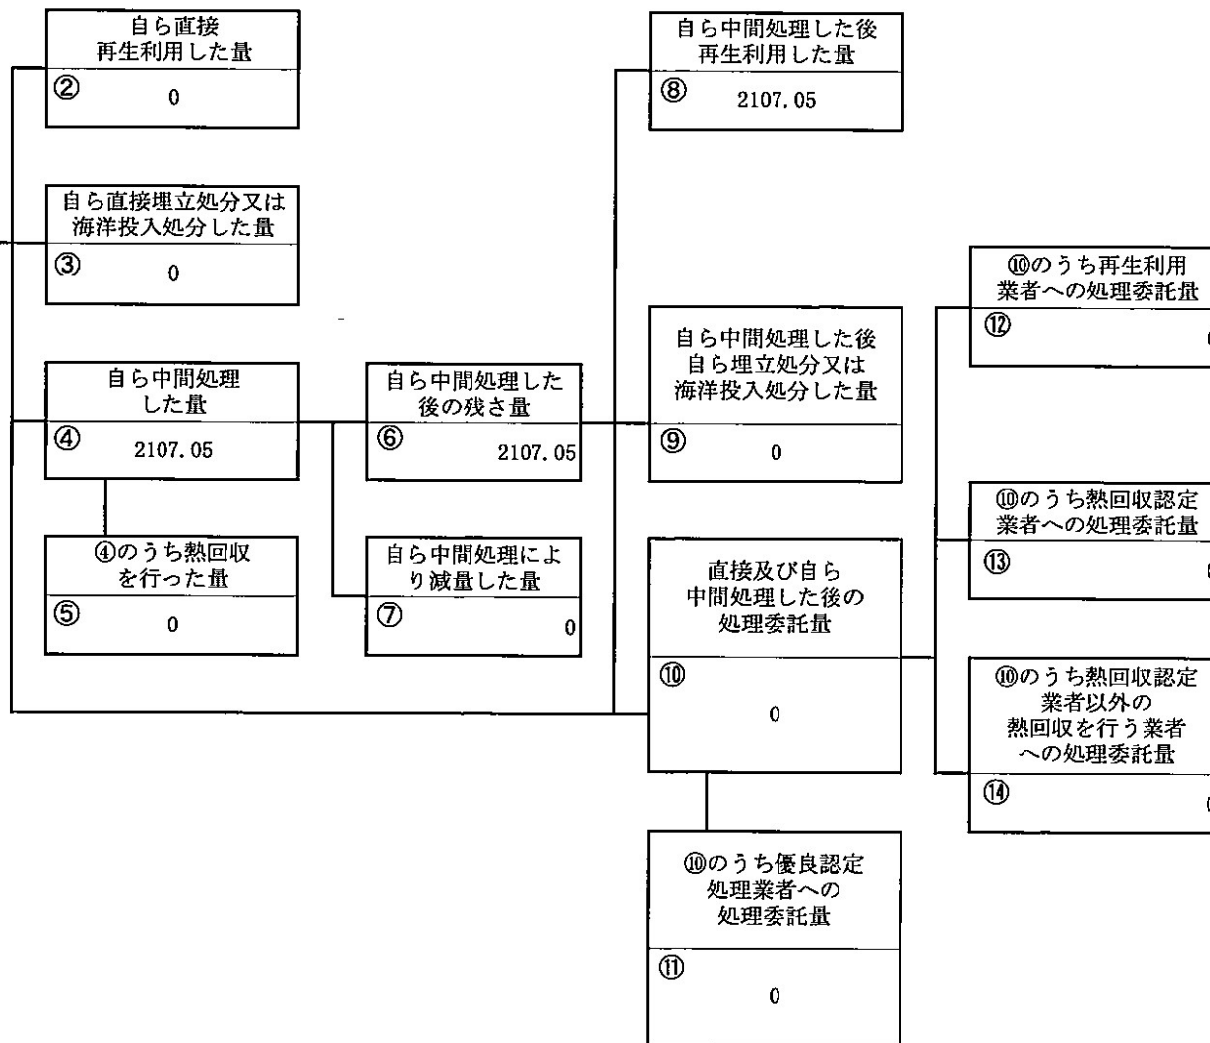 自ら直接
再生利用した量
②
0
自ら直接埋立処分又は
海洋投入処分した量
③
0
自ら中間処理
した量
④
2107.05
④のうち熱回収
を行った量
⑤
0
自ら中間処理した
後の残さ量
⑥
2107.05
自ら中間処理によ
り減量した量
⑦
0
自ら中間処理した後
再生利用した量
⑧
2107.05
自ら中間処理した後
自ら埋立処分又は
海洋投入処分した量
⑨
0
直接及び自ら
中間処理した後の
処理委託量
⑩
0
⑩のうち優良認定
処理業者への
処理委託量
⑪
0
⑩のうち再生利用
業者への処理委託量
⑫
⑩のうち熱回収認定
業者への処理委託量
⑬
⑩のうち熱回収認定
業者以外の
熱回収を行う業者
への処理委託量
⑭